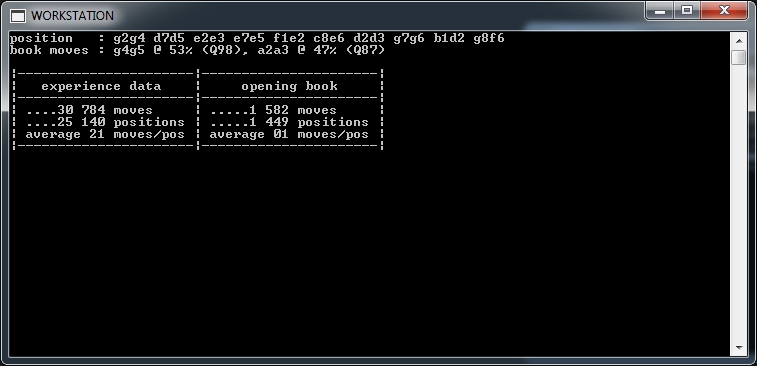 WORKSTATION
position   : g2g4 d7d5 e2e3 e7e5 f1e2 c8e6 d2d3 g7g6 b1d2 g8f6
book moves : g4g5 @ 53% (Q98), a2a3 @ 47% (Q87)
experience data | opening book
....30 784 moves | .....1 582 moves
....25 140 positions | .....1 449 positions
average 21 moves/pos | average 01 moves/pos